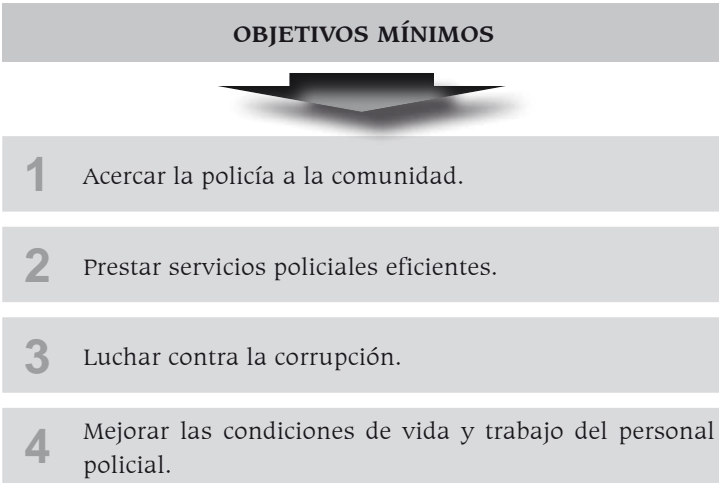 OBJETIVOS MÍNIMOS
1 Acercar la policía a la comunidad.
2 Prestar servicios policiales eficientes.
3 Luchar contra la corrupción.
4 Mejorar las condiciones de vida y trabajo del personal
policial.